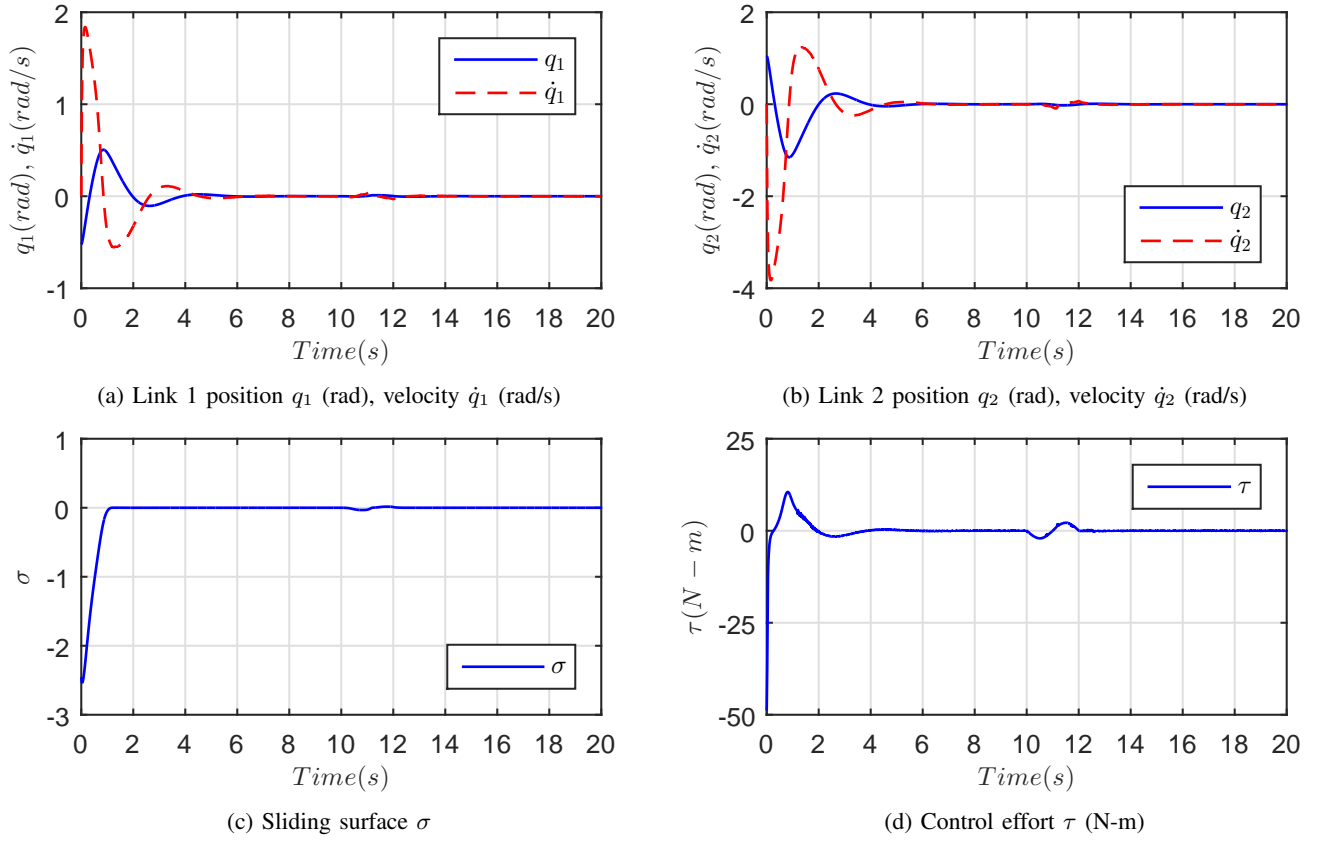 2
1
0
-1
q₁(rad), q̇₁(rad/s)
q₁
q̇₁
0 2 4 6 8 10 12 14 16 18 20
Time(s)
(a) Link 1 position q₁ (rad), velocity q̇₁ (rad/s)
2
0
-2
-4
q₂(rad), q̇₂(rad/s)
q₂
q̇₂
0 2 4 6 8 10 12 14 16 18 20
Time(s)
(b) Link 2 position q₂ (rad), velocity q̇₂ (rad/s)
1
0
-1
-2
-3
σ
σ
0 2 4 6 8 10 12 14 16 18 20
Time(s)
(c) Sliding surface σ
25
0
-25
-50
τ(N − m)
τ
0 2 4 6 8 10 12 14 16 18 20
Time(s)
(d) Control effort τ (N-m)